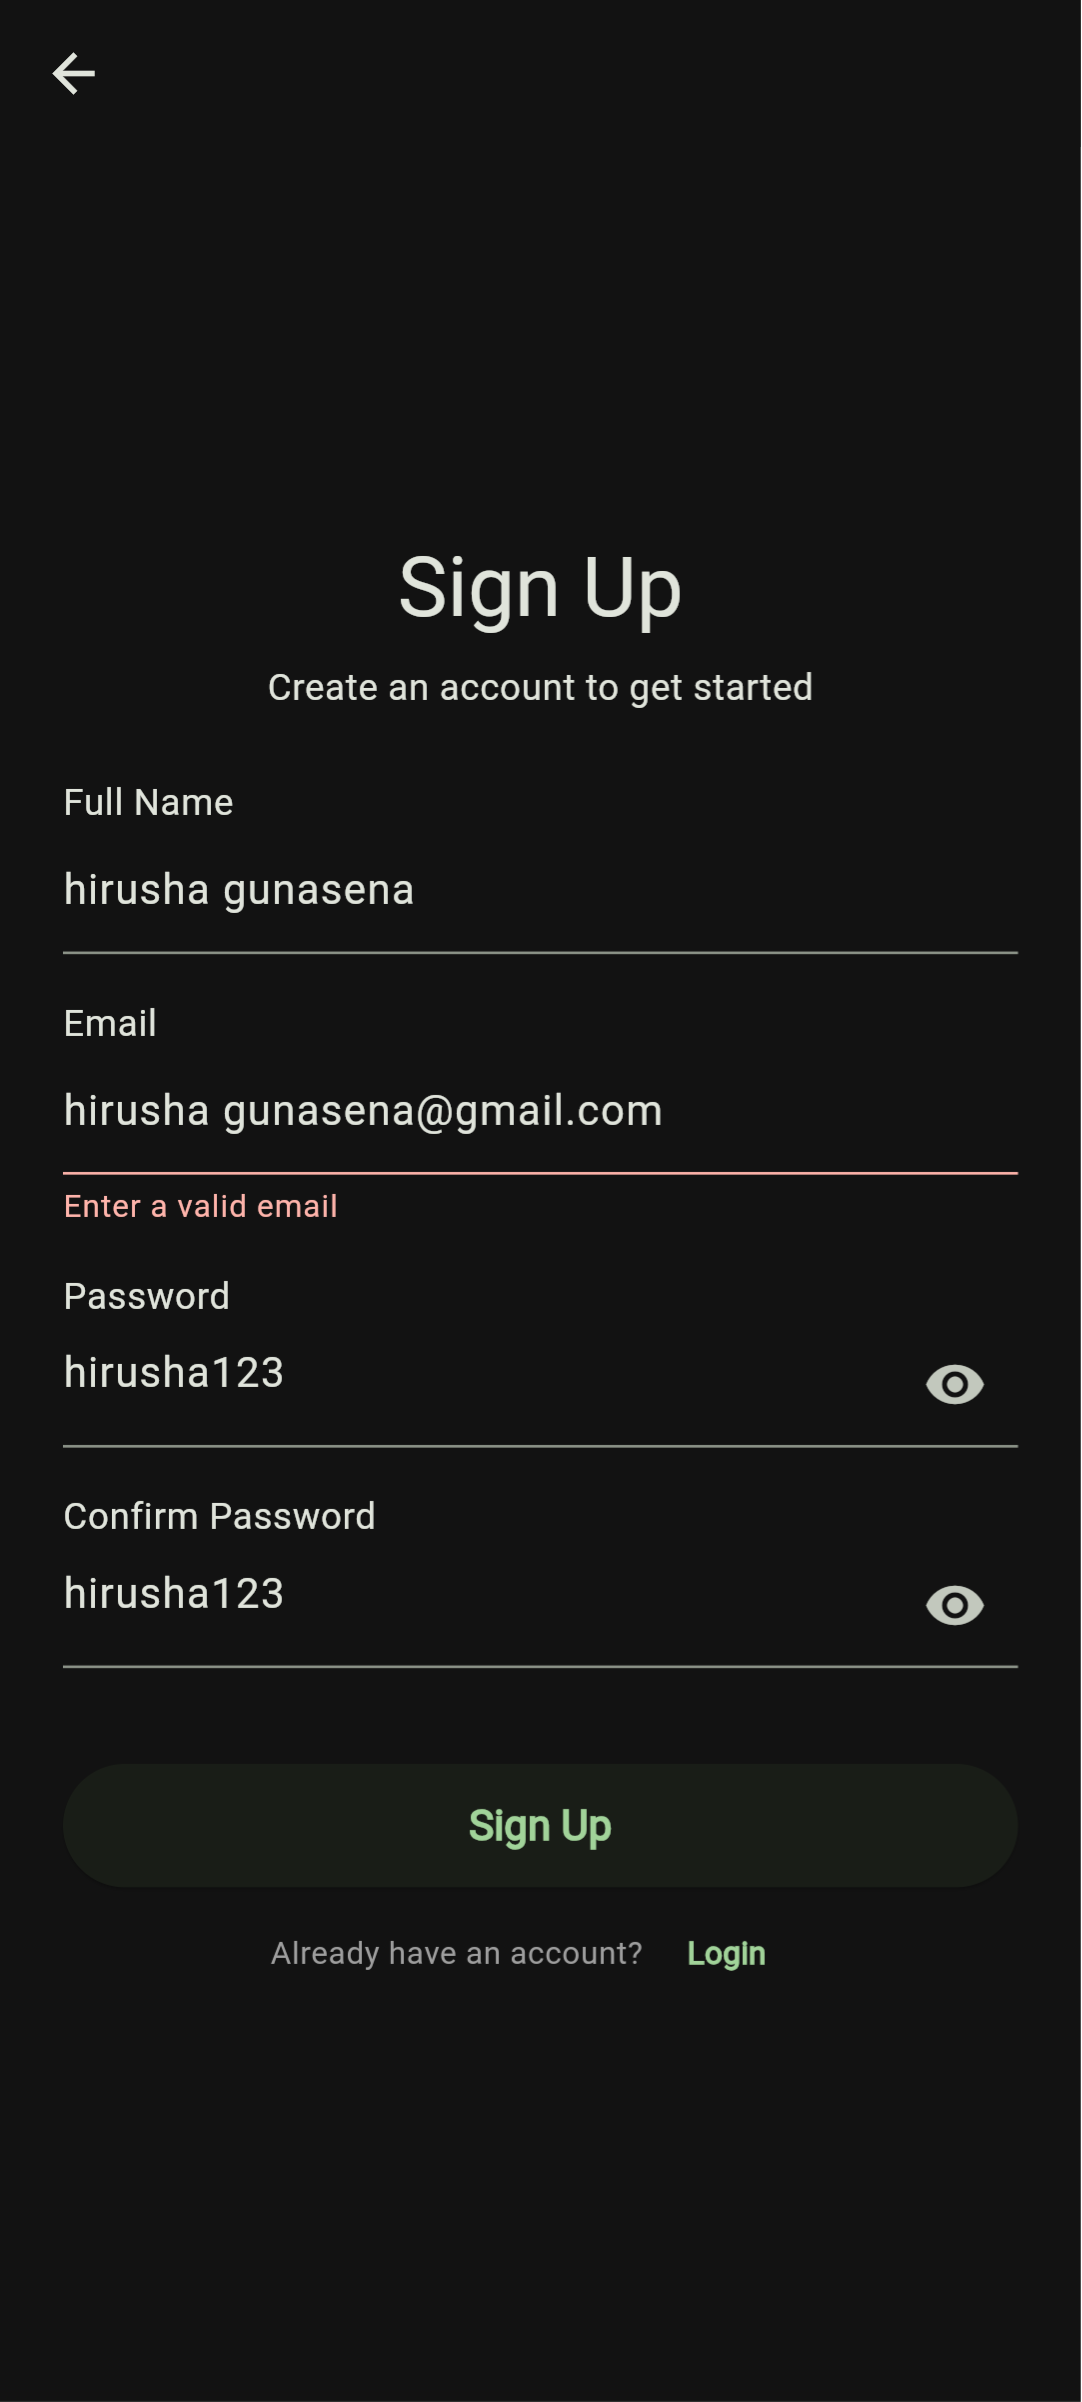 Sign Up
Create an account to get started
Full Name
hirusha gunasena
Email
hirusha gunasena@gmail.com
Enter a valid email
Password
hirusha123
Confirm Password
hirusha123
Sign Up
Already have an account? Login